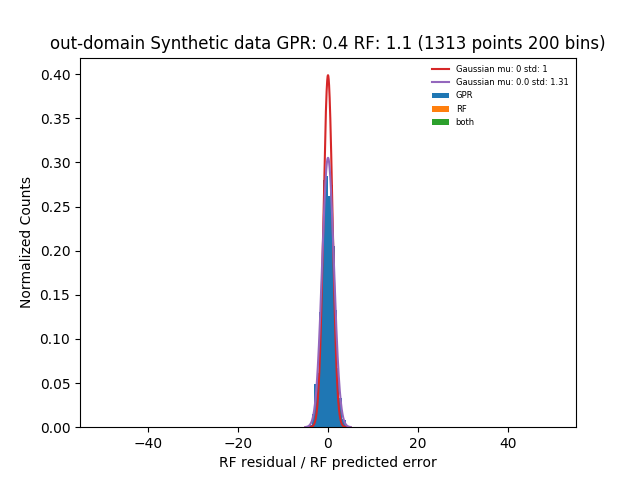 out-domain Synthetic data GPR: 0.4 RF: 1.1 (1313 points 200 bins)
Gaussian mu: 0 std: 1
Gaussian mu: 0.0 std: 1.31
GPR
RF
both
Normalized Counts
0.40
0.35
0.30
0.25
0.20
0.15
0.10
0.05
0.00
−40 −20 0 20 40
RF residual / RF predicted error